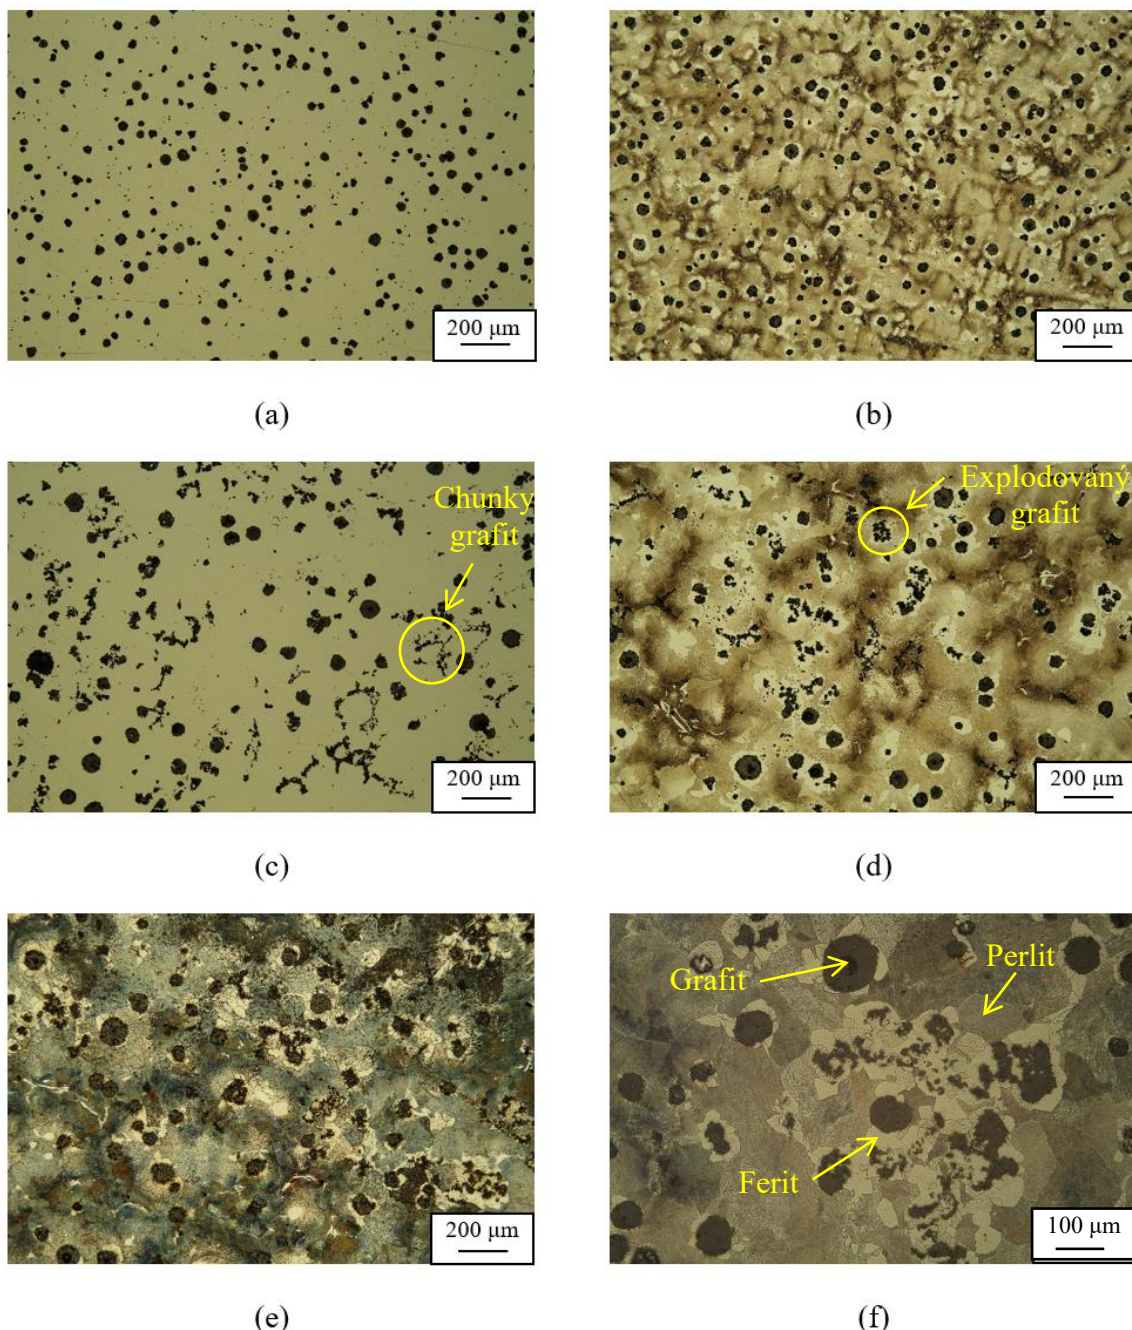 200 μm
200 μm
(a)
(b)
Chunky
grafit
200 μm
Explodovaný
grafit
200 μm
(c)
(d)
200 μm
Grafit
Perlit
Ferit
100 μm
(e)
(f)